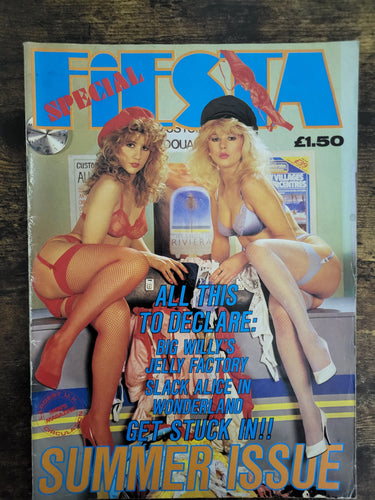 FiESTA
SPECIAL
£1.50
RIVIERA
ALL THIS
TO DECLARE:
BIG WILLY'S
JELLY FACTORY
SLACK ALICE IN
WONDERLAND
GET STUCK IN!!
SUMMER ISSUE